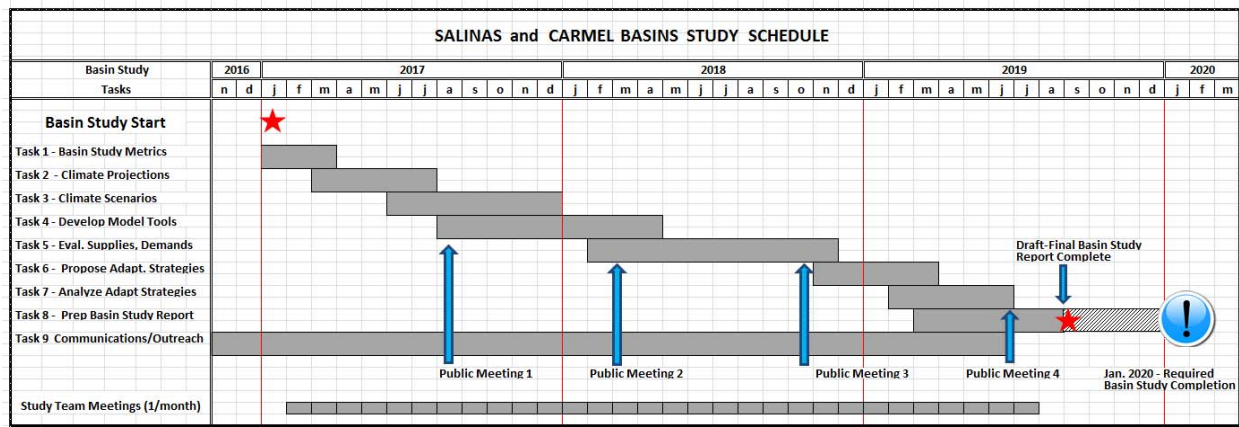 SALINAS and CARMEL BASINS STUDY SCHEDULE
Basin Study 2016 2017 2018 2019 2020
Tasks n d j f m a m j j a s o n d j f m a m j j a s o n d j f m a m j j a s o n d j f m
Basin Study Start
Task 1 - Basin Study Metrics
Task 2 - Climate Projections
Task 3 - Climate Scenarios
Task 4 - Develop Model Tools
Task 5 - Eval. Supplies, Demands
Draft-Final Basin Study
Report Complete
Task 6 - Propose Adapt. Strategies
Task 7 - Analyze Adapt Strategies
Task 8 - Prep Basin Study Report
!
Task 9 Communications/Outreach
Public Meeting 1 Public Meeting 2 Public Meeting 3 Public Meeting 4 Jan. 2020 - Required
Basin Study Completion
Study Team Meetings (1/month)